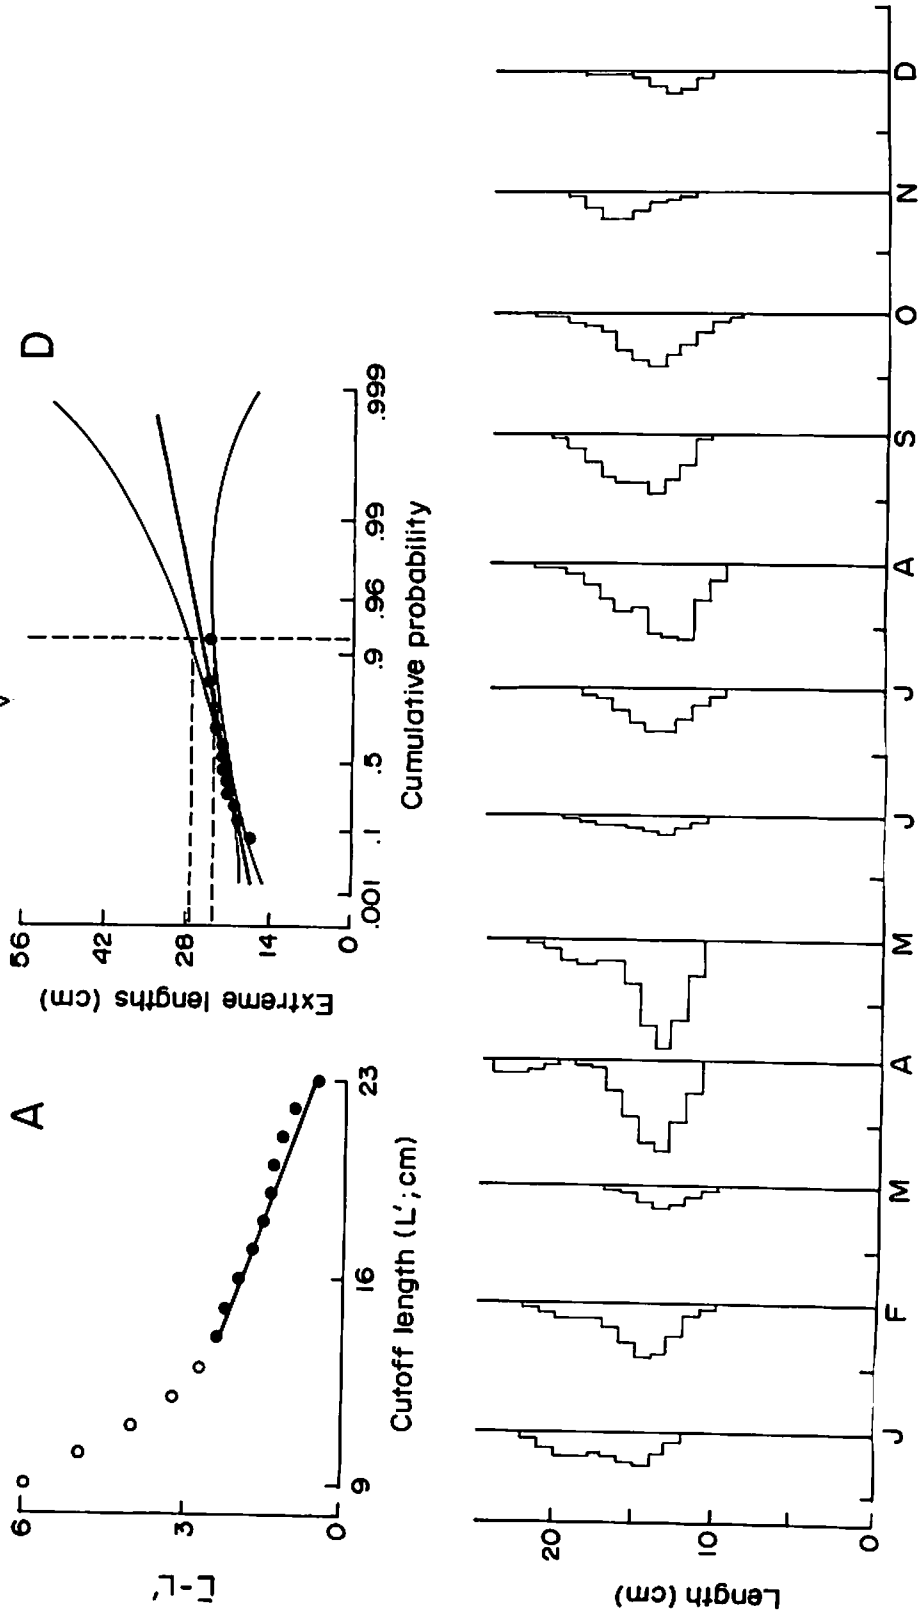 A
6
3
0
L̄-L'
9
16
23
Cutoff length (L'; cm)
D
56
42
28
14
0
Extreme lengths (cm)
.001
.1
.5
.9
.96
.99
.999
Cumulative probability
20
10
0
Length (cm)
J F M A M J J A S O N D